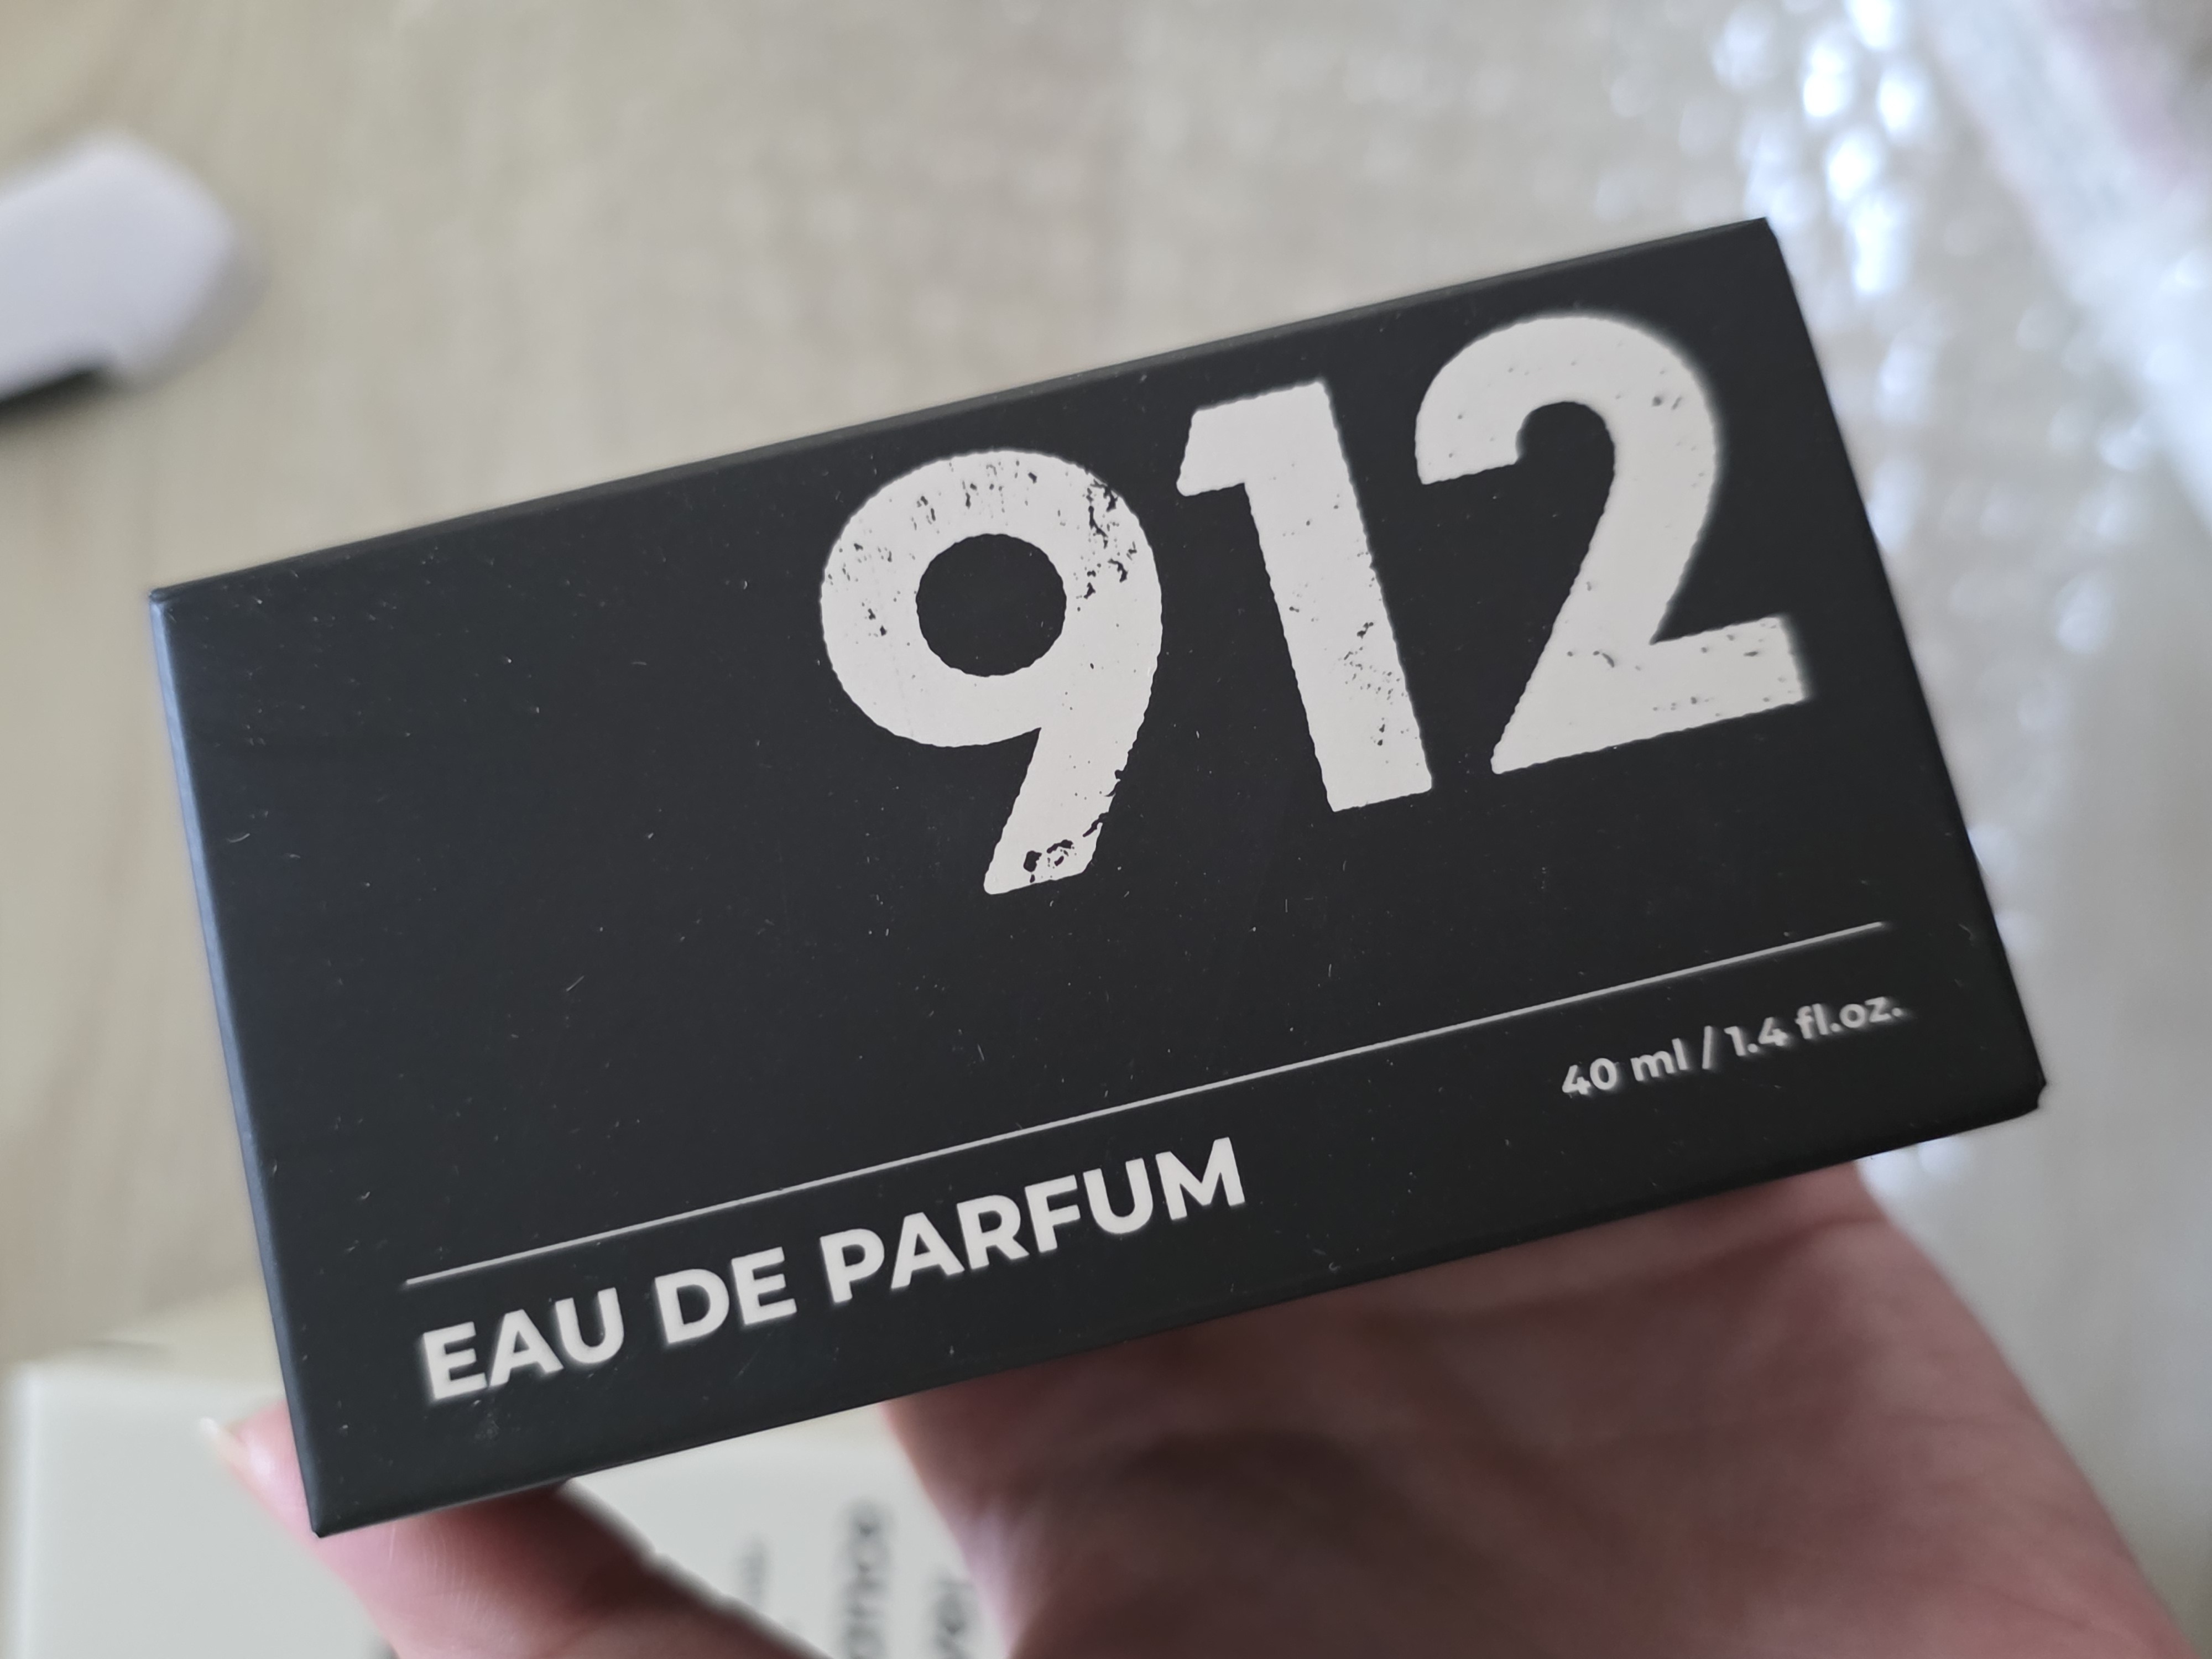 912
40 ml / 1.4 fl.oz.
EAU DE PARFUM